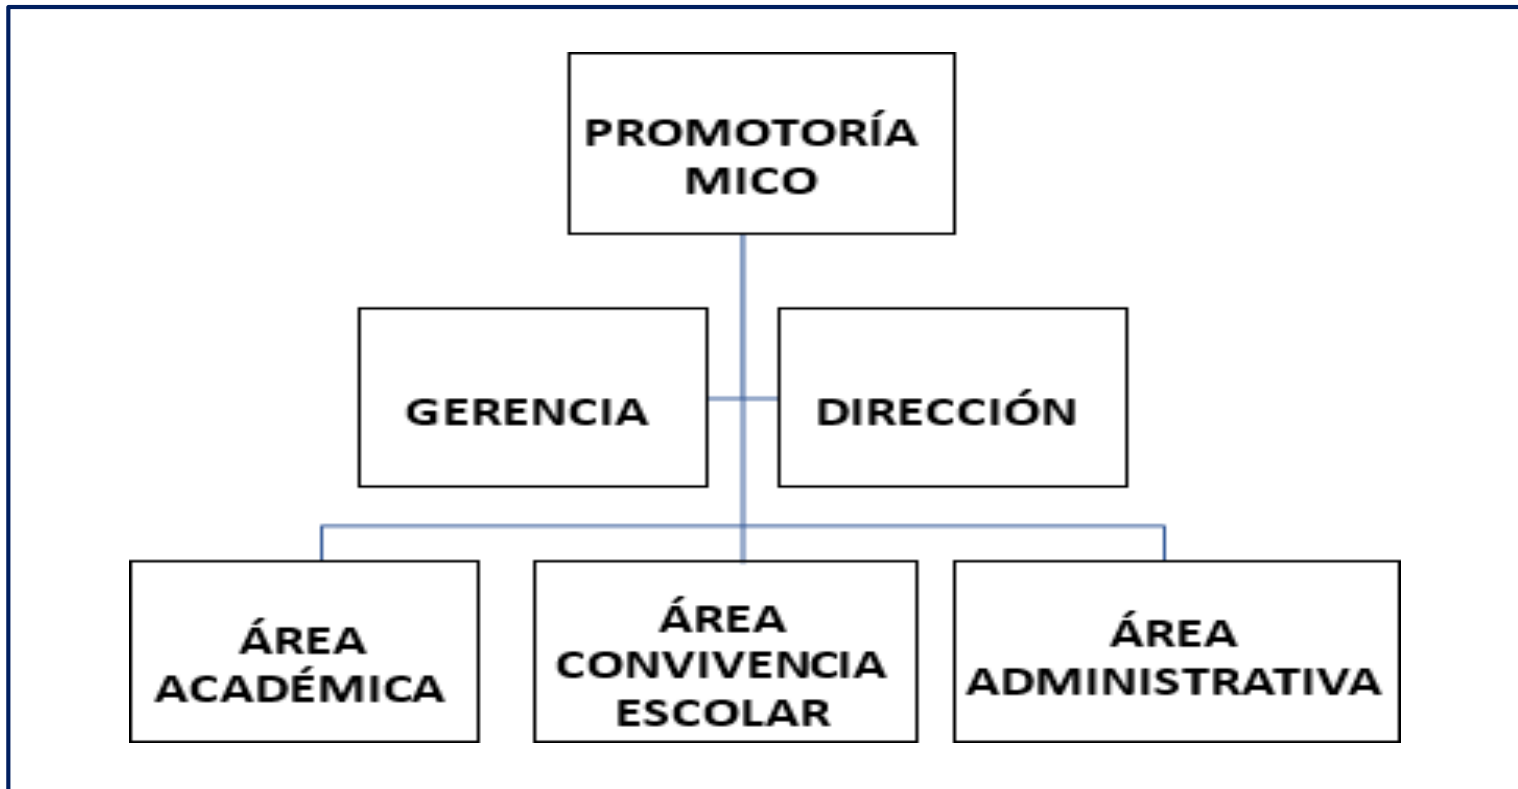 PROMOTORÍA
MICO
GERENCIA
DIRECCIÓN
ÁREA
ACADÉMICA
ÁREA
CONVIVENCIA
ESCOLAR
ÁREA
ADMINISTRATIVA